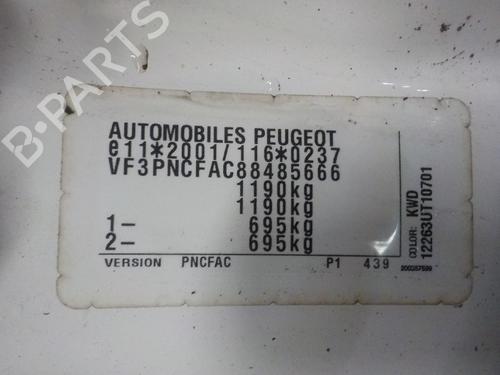 B-PARTS
AUTOMOBILES PEUGEOT
e11*2001/116*0237
VF3PNCFAC88485666
1190kg
1190kg
1- 695kg
2- 695kg
VERSION PNCFAC P1 439
COLOR: KWD
12263UT10701